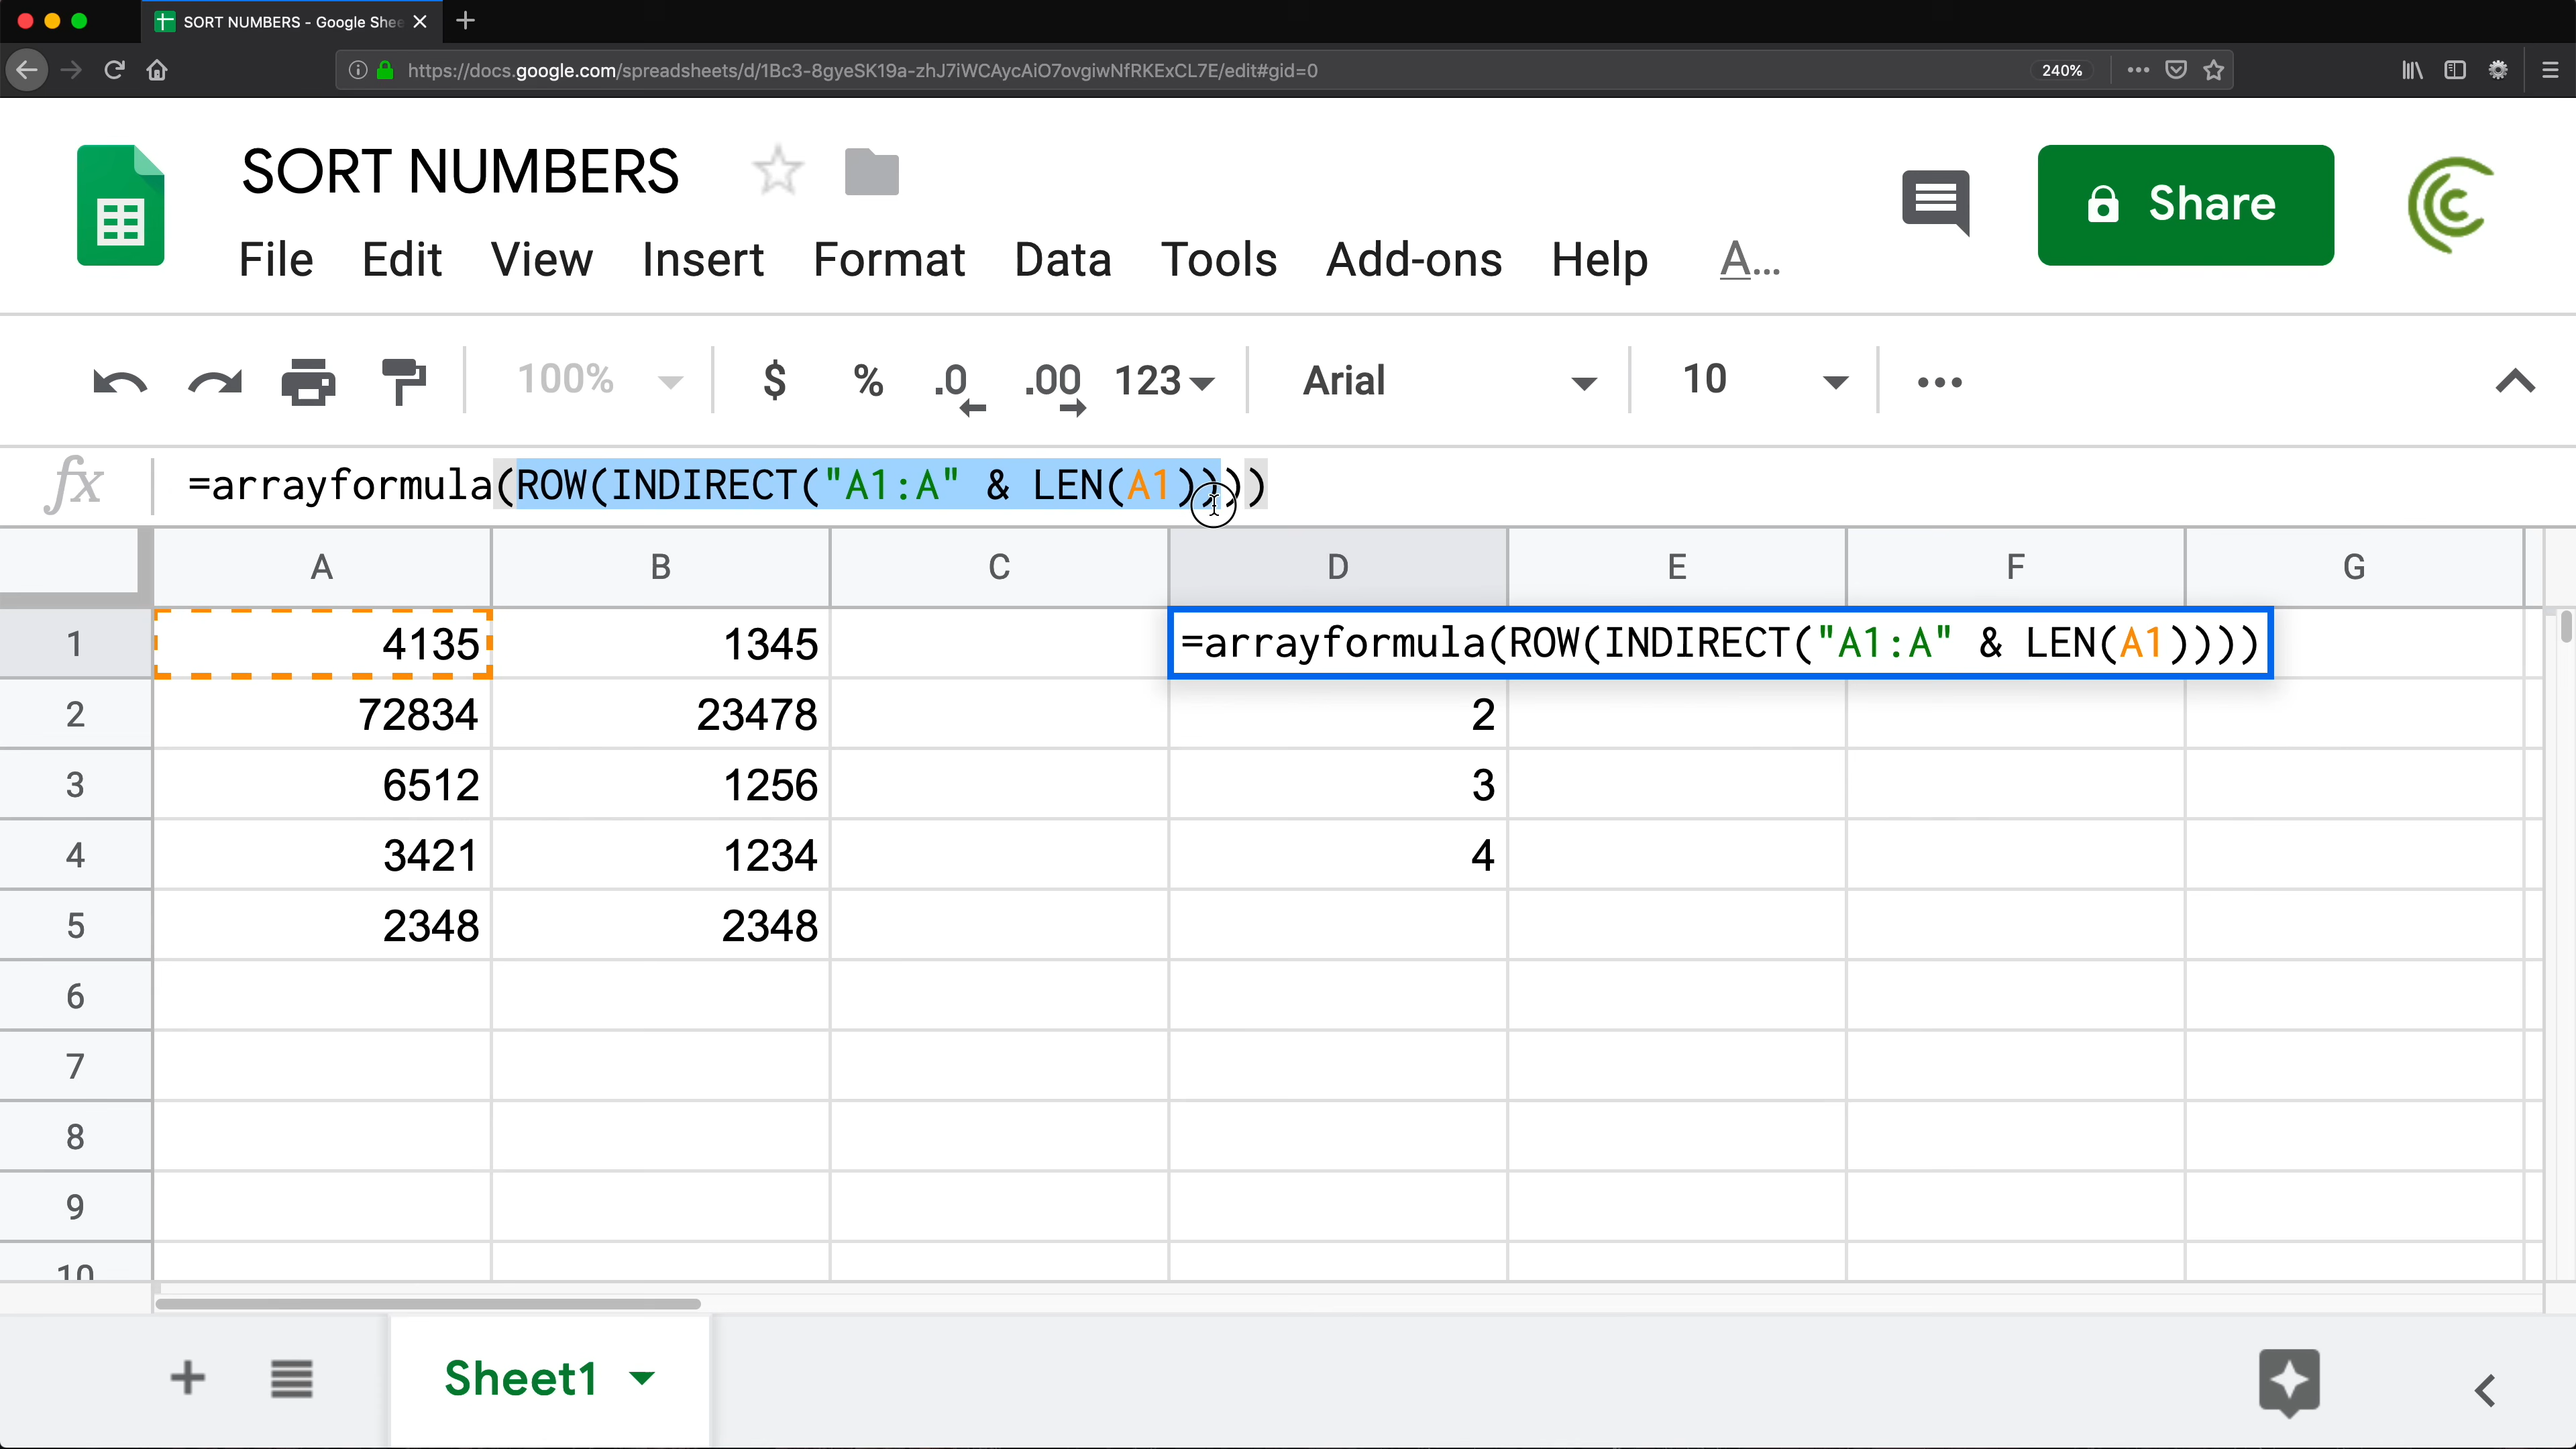 SORT NUMBERS - Google Shee
https://docs.google.com/spreadsheets/d/1Bc3-8gyeSK19a-zhJ7iWCAycAiO7ovgiwNfRKExCL7E/edit#gid=0 240%
SORT NUMBERS
Share
File Edit View Insert Format Data Tools Add-ons Help A...
100% $ % .0 .00 123 Arial 10
fx =arrayformula(ROW(INDIRECT("A1:A" & LEN(A1))))
A B C D E F G
1 4135 1345 =arrayformula(ROW(INDIRECT("A1:A" & LEN(A1))))
2 72834 23478 2
3 6512 1256 3
4 3421 1234 4
5 2348 2348
6
7
8
9
10
Sheet1